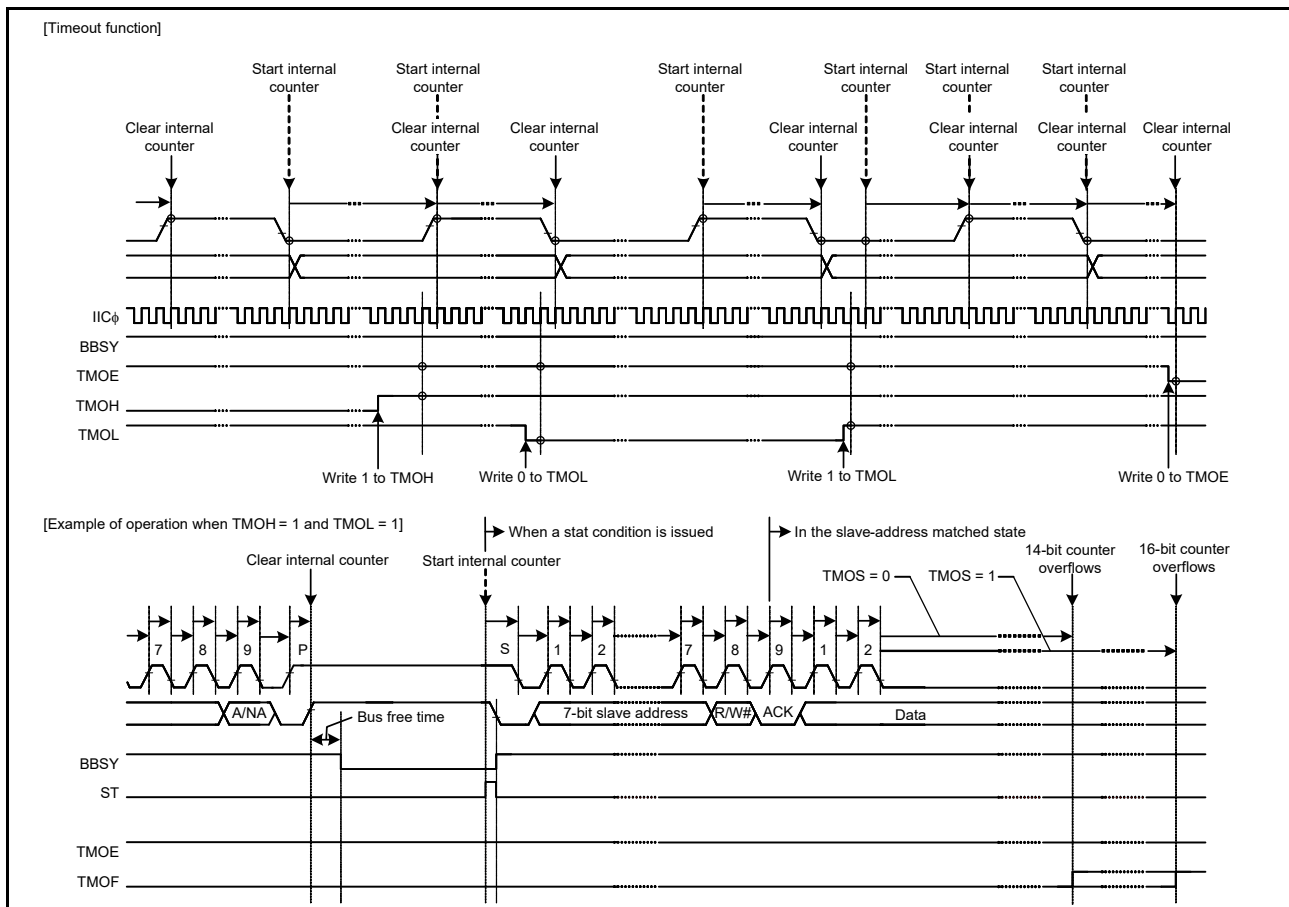 [Timeout function]
Start internal
counter
Start internal
counter
Start internal
counter
Start internal
counter
Start internal
counter
Start internal
counter
Clear internal
counter
Clear internal
counter
Clear internal
counter
Clear internal
counter
Clear internal
counter
Clear internal
counter
Clear internal
counter
IICϕ
BBSY
TMOE
TMOH
TMOL
Write 1 to TMOH
Write 0 to TMOL
Write 1 to TMOL
Write 0 to TMOE
[Example of operation when TMOH = 1 and TMOL = 1]
When a stat condition is issued
In the slave-address matched state
Clear internal counter
Start internal counter
14-bit counter
overflows
16-bit counter
overflows
TMOS = 0
TMOS = 1
7 8 9 P S 1 2 7 8 9 1 2
A/NA
Bus free time
7-bit slave address
R/W#
ACK
Data
BBSY
ST
TMOE
TMOF